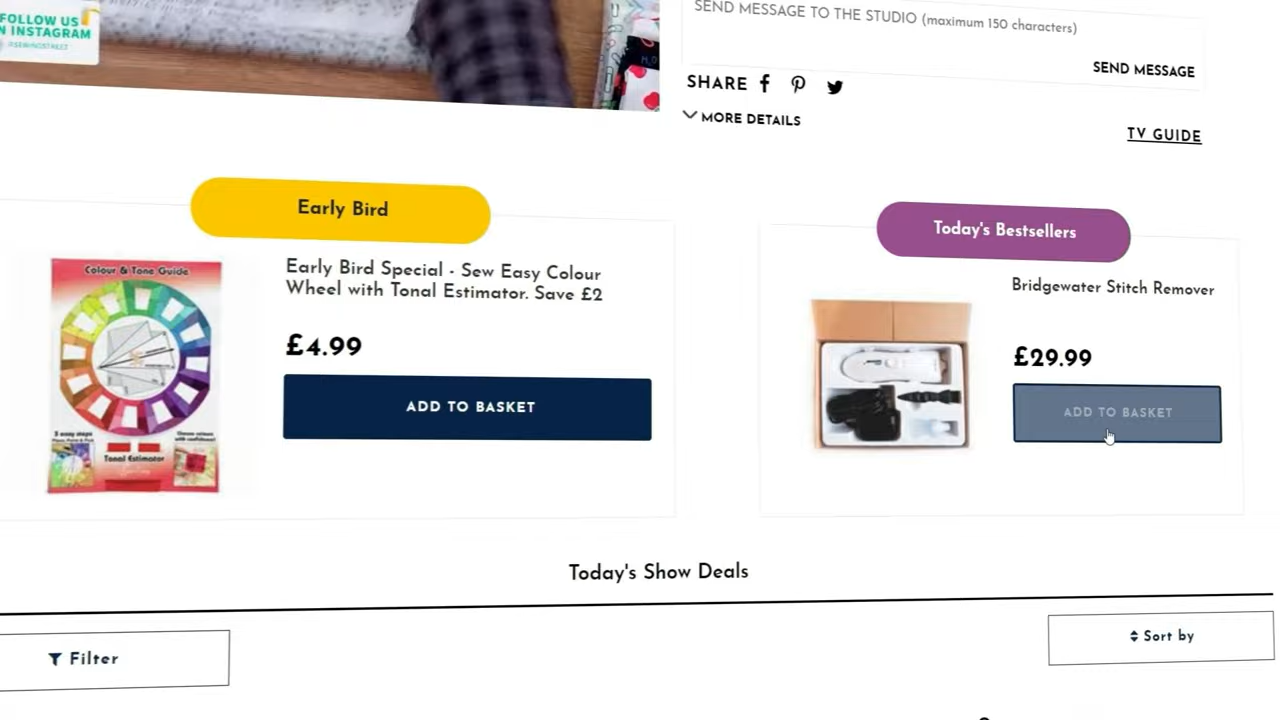 FOLLOW US
N INSTAGRAM
@SEWINGSTREET
SEND MESSAGE TO THE STUDIO (maximum 150 characters)
SEND MESSAGE
SHARE
MORE DETAILS
TV GUIDE
Early Bird
Colour & Tone Guide
Tonal Estimator
Early Bird Special - Sew Easy Colour
Wheel with Tonal Estimator. Save £2
£4.99
ADD TO BASKET
Today's Bestsellers
Bridgewater Stitch Remover
£29.99
ADD TO BASKET
Today's Show Deals
Filter
Sort by